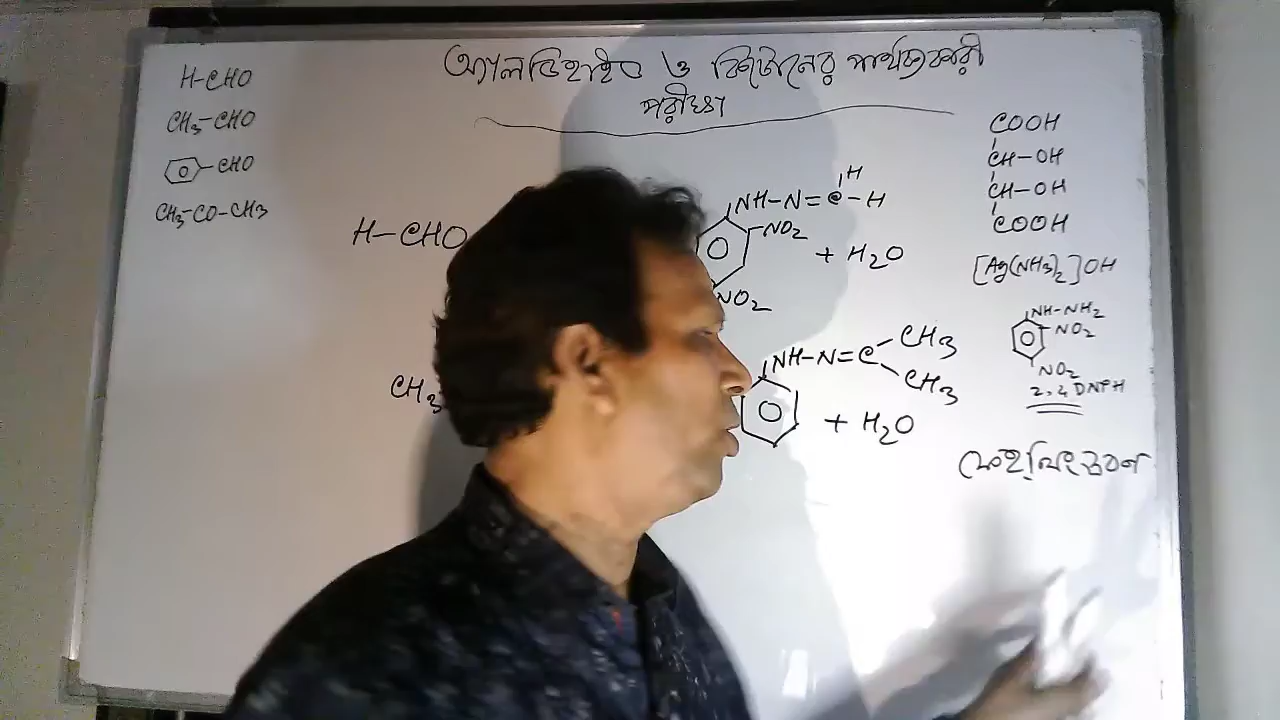 অ্যালডিহাইড ও কিটোনের পার্থক্যকারী
পরীক্ষা
H-CHO
CH3-CHO
-CHO
CH3-CO-CH3
H-CHO
NH-N=C-H
H
NO2
+ H2O
NO2
CH3
NH-N=C
CH3
CH3
+ H2O
COOH
CH-OH
CH-OH
COOH
[Ag(NH3)2]OH
NH-NH2
NO2
NO2
2,4 DNPH
ফেহলিং দ্রবণ